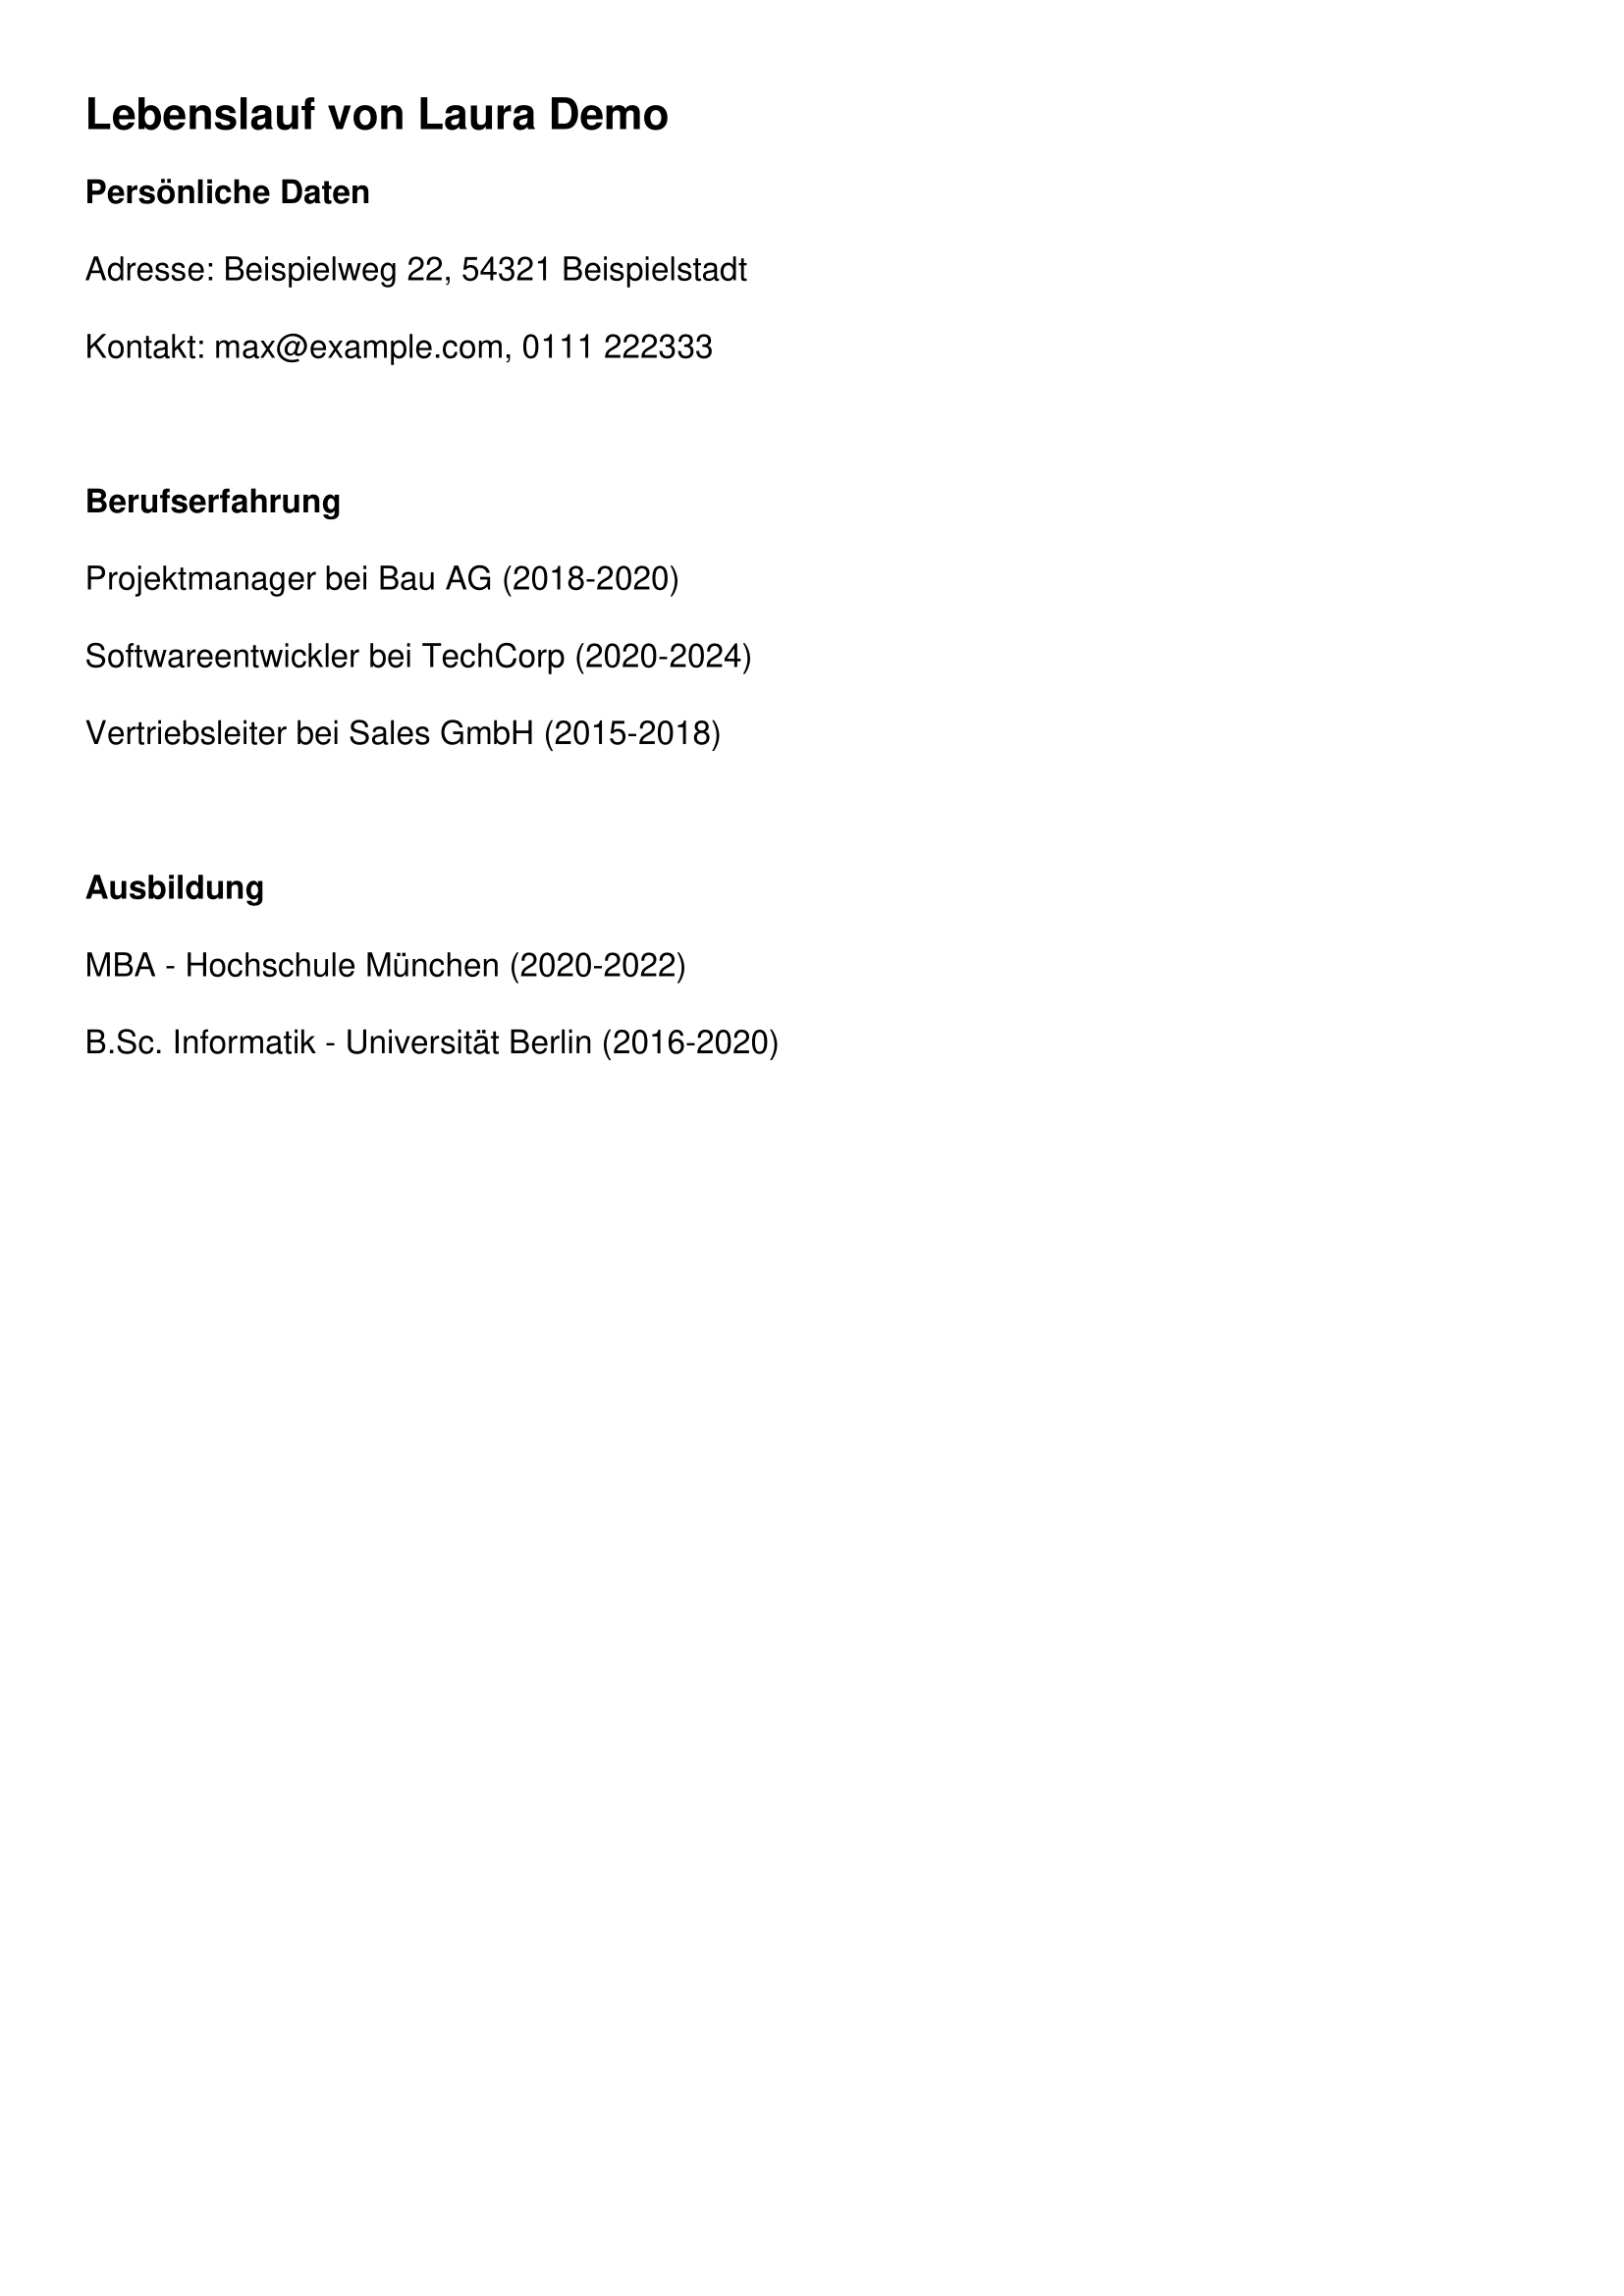 Lebenslauf von Laura Demo
Persönliche Daten
Adresse: Beispielweg 22, 54321 Beispielstadt
Kontakt: max@example.com, 0111 222333
Berufserfahrung
Projektmanager bei Bau AG (2018-2020)
Softwareentwickler bei TechCorp (2020-2024)
Vertriebsleiter bei Sales GmbH (2015-2018)
Ausbildung
MBA - Hochschule München (2020-2022)
B.Sc. Informatik - Universität Berlin (2016-2020)